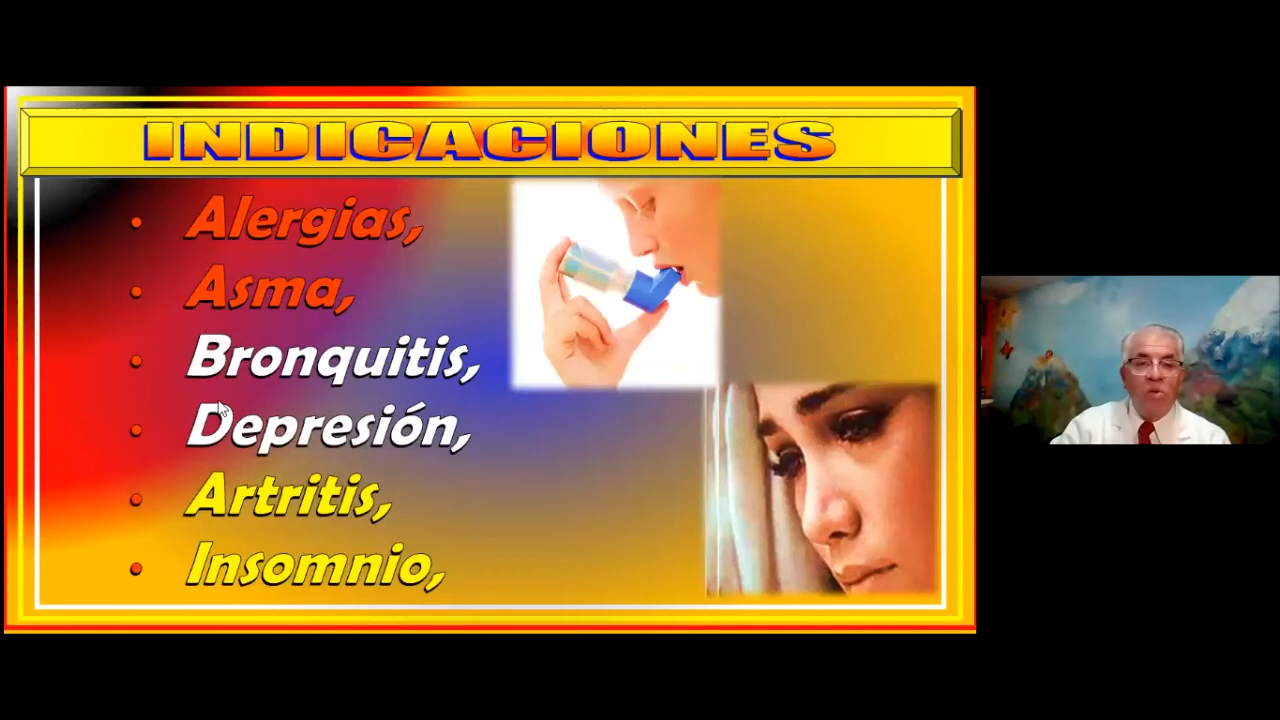 INDICACIONES
• Alergias,
• Asma,
• Bronquitis,
• Depresión,
• Artritis,
• Insomnio,